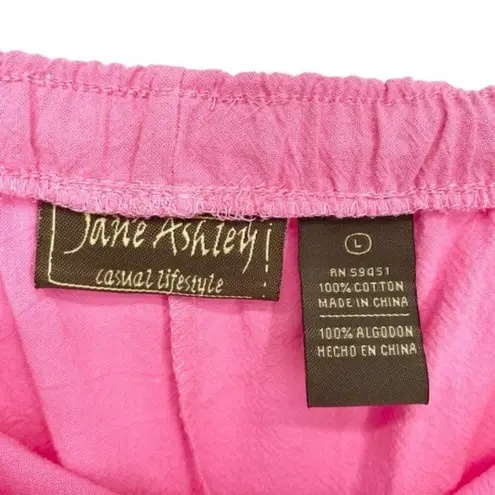 Jane Ashley!
casual lifestyle
L
RN 59451
100% COTTON
MADE IN CHINA
100% ALGODON
HECHO EN CHINA